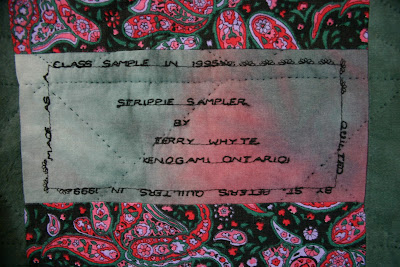 MADE AS A
CLASS SAMPLE IN 1995
QUILTED
BY ST. PETERS QUILTERS IN 1999
STRIPPIE SAMPLER
BY
TERRY WHYTE
KENOGAMI ONTARIO